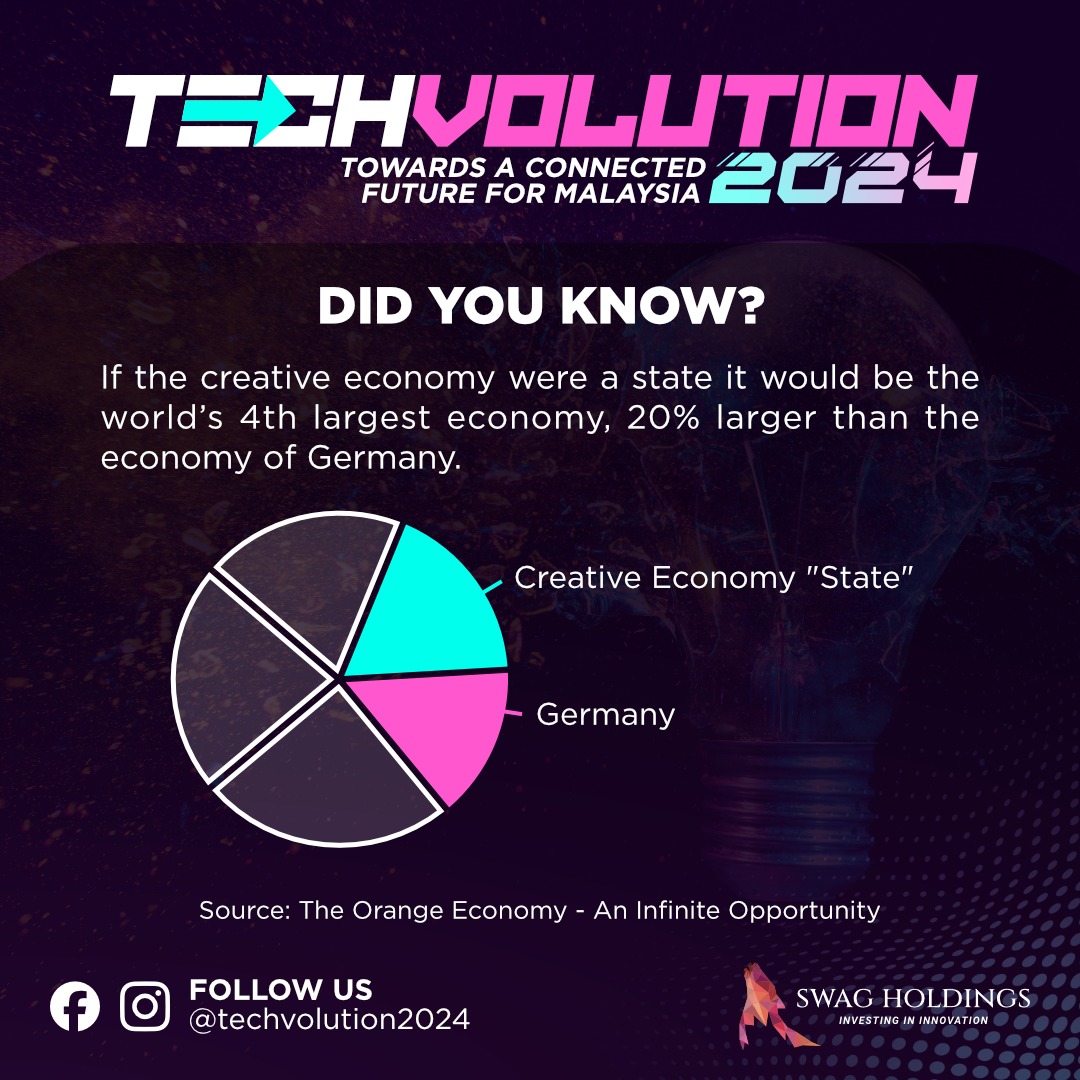 TECHVOLUTION
TOWARDS A CONNECTED
FUTURE FOR MALAYSIA 2024
DID YOU KNOW?
If the creative economy were a state it would be the
world’s 4th largest economy, 20% larger than the
economy of Germany.
Creative Economy "State"
Germany
Source: The Orange Economy - An Infinite Opportunity
FOLLOW US
@techvolution2024
SWAG HOLDINGS
INVESTING IN INNOVATION